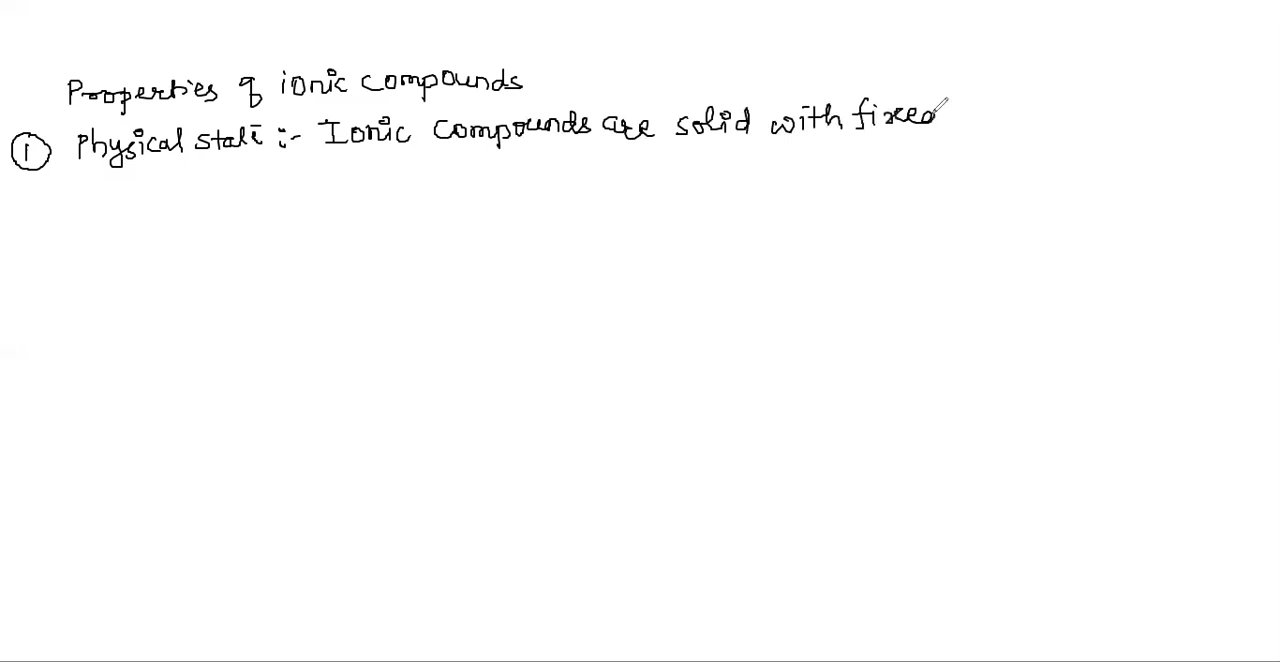 Properties of ionic compounds
① Physical state :- Ionic compounds are solid with fixed